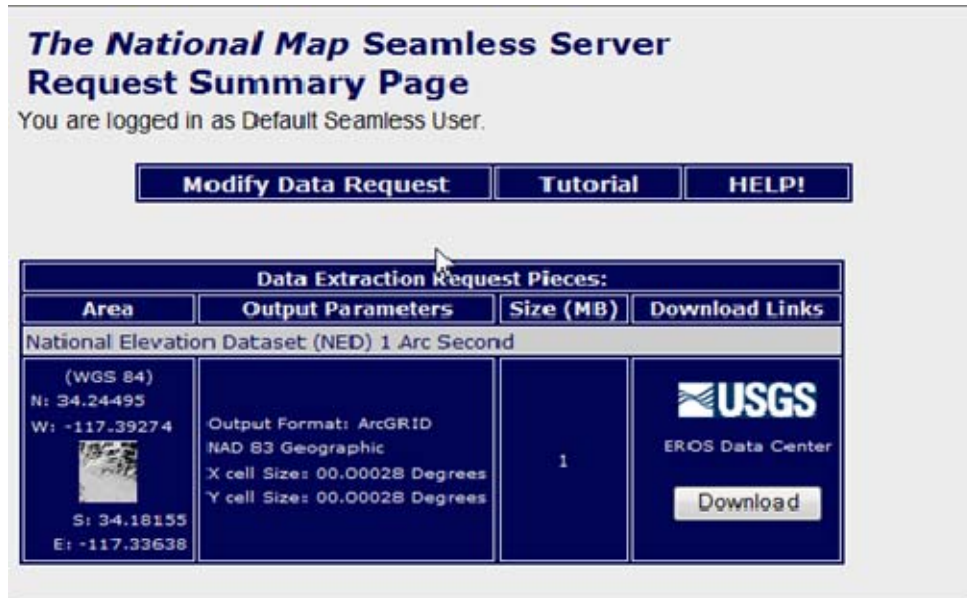 The National Map Seamless Server
Request Summary Page
You are logged in as Default Seamless User.
Modify Data Request Tutorial HELP!
Data Extraction Request Pieces:
Area Output Parameters Size (MB) Download Links
National Elevation Dataset (NED) 1 Arc Second
(WGS 84)
N: 34.24495
W: -117.39274
S: 34.18155
E: -117.33638
Output Format: ArcGRID
NAD 83 Geographic
X cell Size: 00.00028 Degrees
Y cell Size: 00.00028 Degrees
1
USGS
EROS Data Center
Download